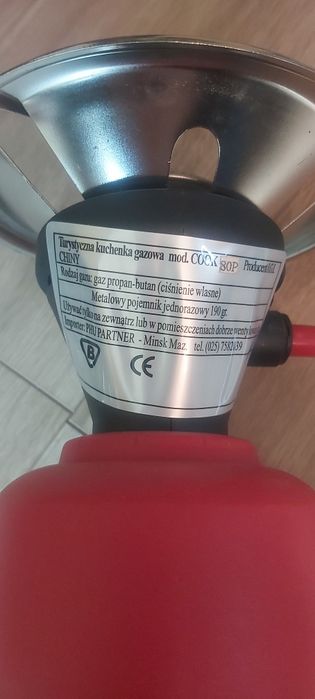 Turystyczna kuchenka gazowa mod. COOK SOP Producent
CHINY
Rodzaj gazu: gaz propan-butan (ciśnienie własne)
Metalowy pojemnik jednorazowy 190 gr.
Używać tylko na zewnątrz lub w pomieszczeniach dobrze
Importer: PHU PARTNER - Minsk Maz. tel. (025) 7582039
B CE